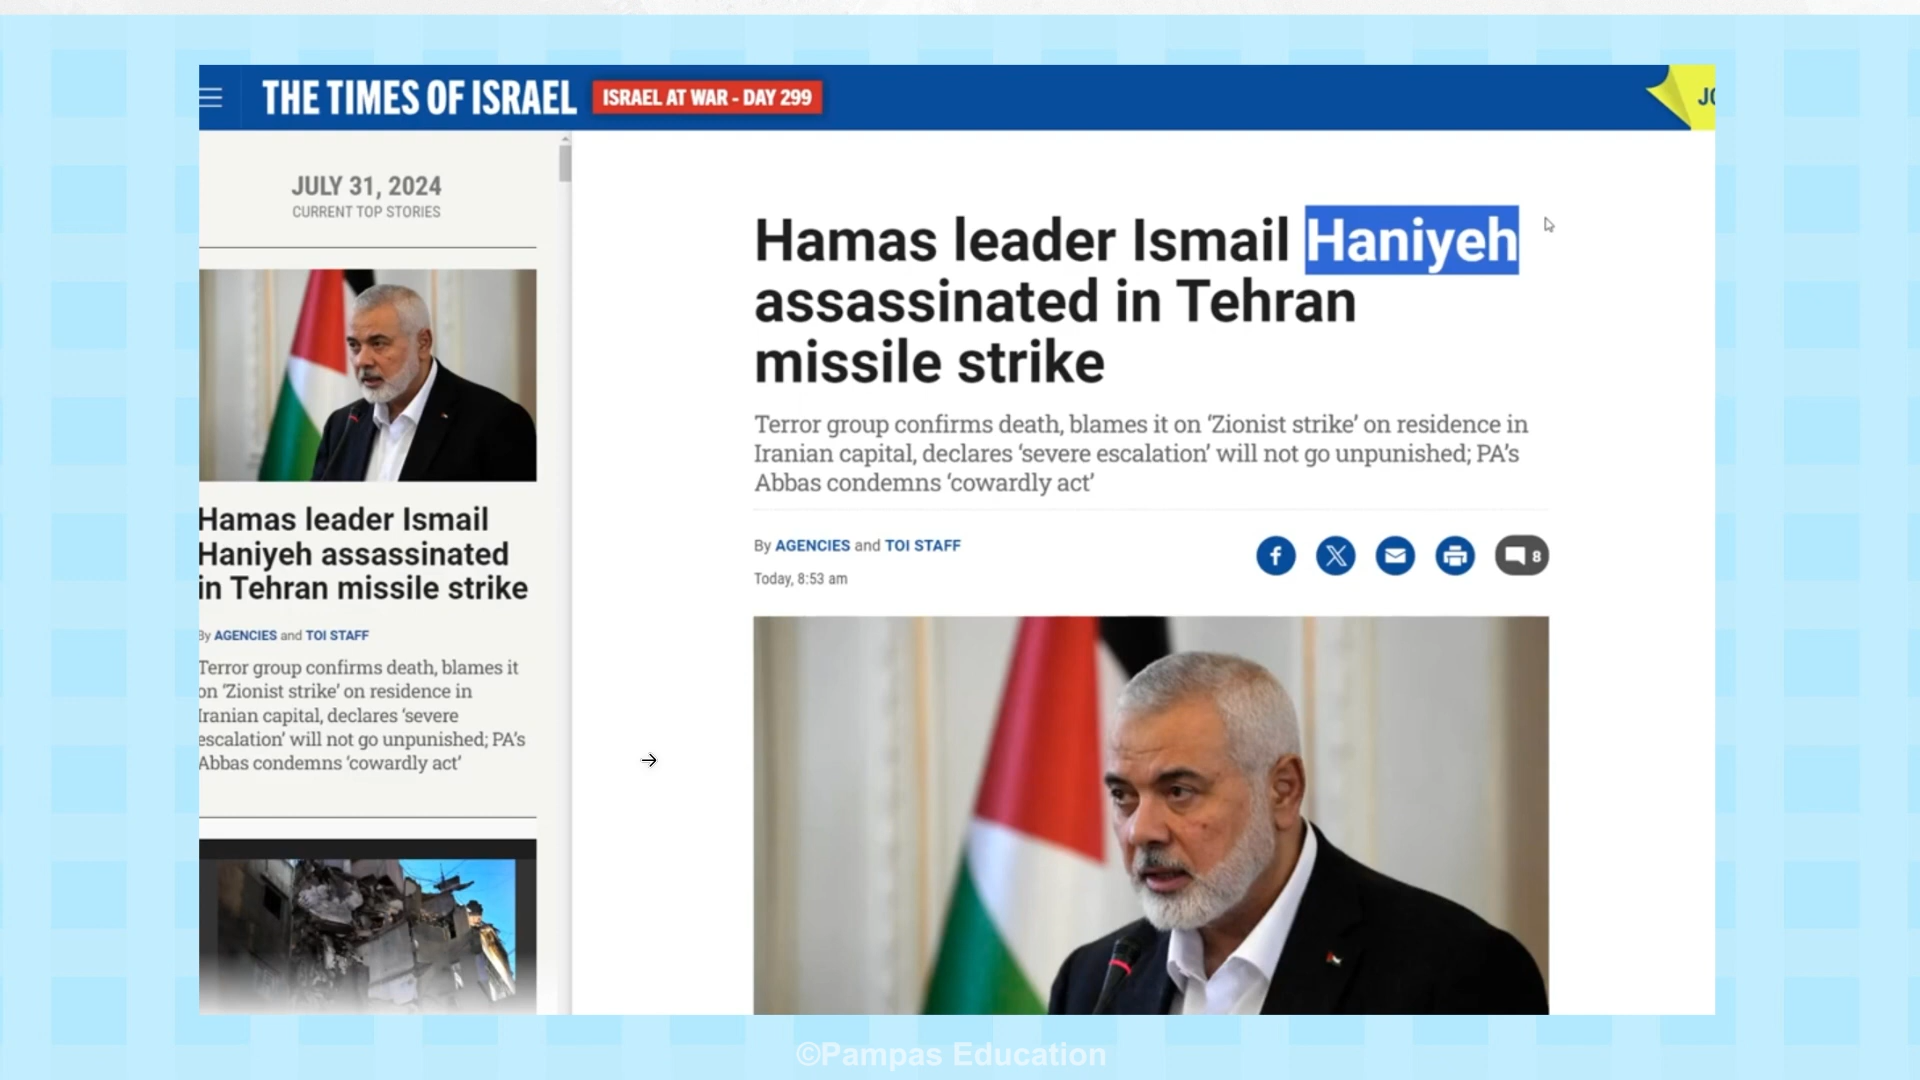 THE TIMES OF ISRAEL
ISRAEL AT WAR - DAY 299
JULY 31, 2024
CURRENT TOP STORIES
Hamas leader Ismail
Haniyeh assassinated
in Tehran missile strike
By AGENCIES and TOI STAFF
Terror group confirms death, blames it
on ‘Zionist strike’ on residence in
Iranian capital, declares ‘severe
escalation’ will not go unpunished; PA’s
Abbas condemns ‘cowardly act’
Hamas leader Ismail Haniyeh
assassinated in Tehran
missile strike
Terror group confirms death, blames it on ‘Zionist strike’ on residence in
Iranian capital, declares ‘severe escalation’ will not go unpunished; PA’s
Abbas condemns ‘cowardly act’
By AGENCIES and TOI STAFF
Today, 8:53 am
8
©Pampas Education